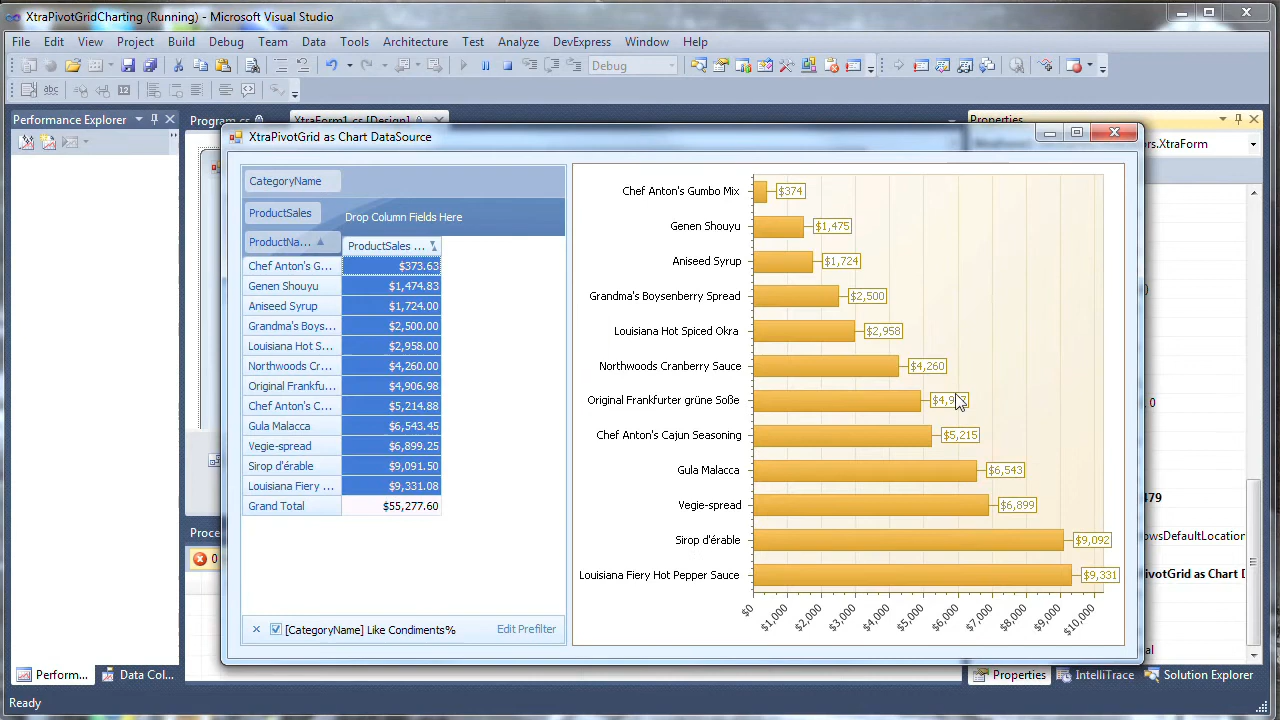 XtraPivotGridCharting (Running) - Microsoft Visual Studio
File Edit View Project Build Debug Team Data Tools Architecture Test Analyze DevExpress Window Help
Debug
Performance Explorer
Program.cs
XtraForm1.cs [Design]
Properties
rs.XtraForm
XtraPivotGrid as Chart DataSource
CategoryName
ProductSales
Drop Column Fields Here
ProductNa...
ProductSales ...
Chef Anton's G... $373.63
Genen Shouyu $1,474.83
Aniseed Syrup $1,724.00
Grandma's Boys... $2,500.00
Louisiana Hot S... $2,958.00
Northwoods Cr... $4,260.00
Original Frankfu... $4,906.98
Chef Anton's C... $5,214.88
Gula Malacca $6,543.45
Vegie-spread $6,899.25
Sirop d'érable $9,091.50
Louisiana Fiery ... $9,331.08
Grand Total $55,277.60
[CategoryName] Like Condiments%
Edit Prefilter
Chef Anton's Gumbo Mix $374
Genen Shouyu $1,475
Aniseed Syrup $1,724
Grandma's Boysenberry Spread $2,500
Louisiana Hot Spiced Okra $2,958
Northwoods Cranberry Sauce $4,260
Original Frankfurter grüne Soße
Chef Anton's Cajun Seasoning $5,215
Gula Malacca $6,543
Vegie-spread $6,899
Sirop d'érable $9,092
Louisiana Fiery Hot Pepper Sauce $9,331
$0 $1,000 $2,000 $3,000 $4,000 $5,000 $6,000 $7,000 $8,000 $9,000 $10,000
, 0
479
owsDefaultLocation
ivotGrid as Chart D
Proce
0
Perform...
Data Col...
Properties
IntelliTrace
Solution Explorer
Ready